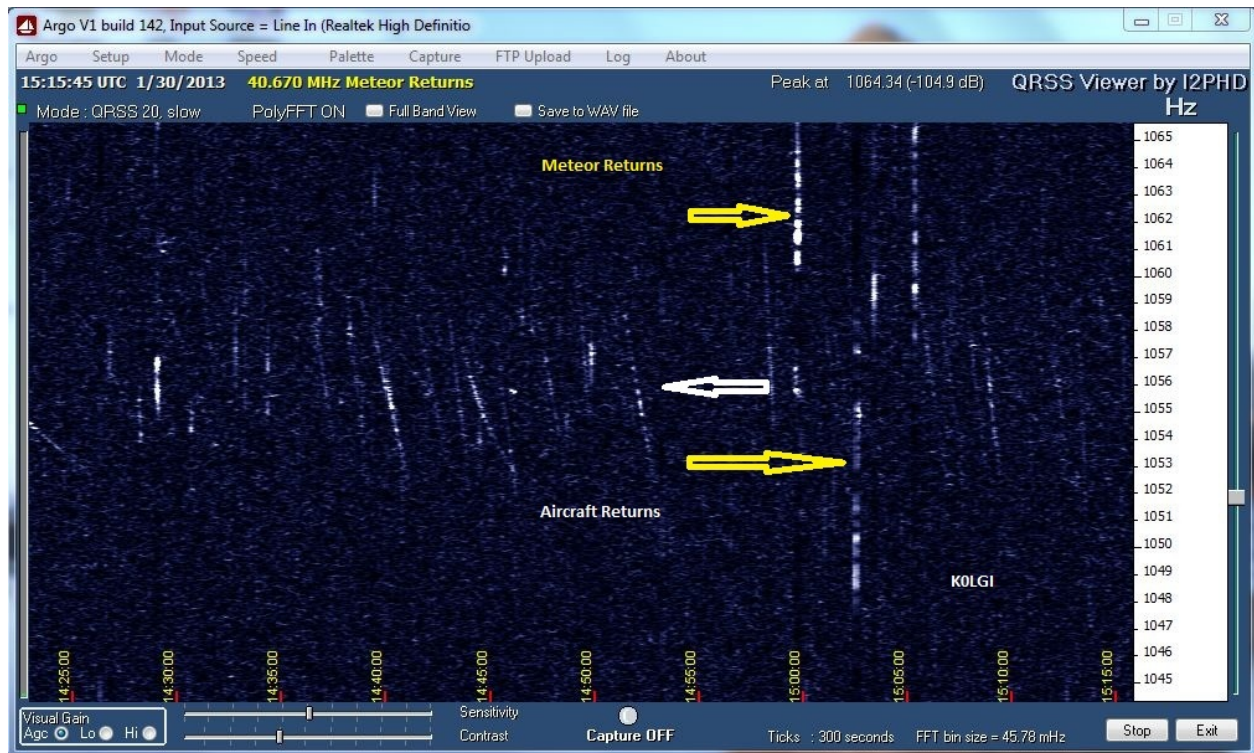 Argo V1 build 142, Input Source = Line In (Realtek High Definitio
Argo Setup Mode Speed Palette Capture FTP Upload Log About
15:15:45 UTC 1/30/2013 40.670 MHz Meteor Returns Peak at 1064.34 (-104.9 dB) QRSS Viewer by I2PHD
Mode : QRSS 20, slow PolyFFT ON Full Band View Save to WAV file Hz
1065
Meteor Returns
1064
1063
1062
1061
1060
1059
1058
1057
1056
1055
1054
1053
1052
Aircraft Returns
1051
1050
1049
K0LGI
1048
1047
1046
1045
14:25:00 14:30:00 14:35:00 14:40:00 14:45:00 14:50:00 14:55:00 15:00:00 15:05:00 15:10:00 15:15:00
Visual Gain
Agc Lo Hi
Sensitivity
Contrast
Capture OFF
Ticks : 300 seconds FFT bin size = 45.78 mHz
Stop Exit